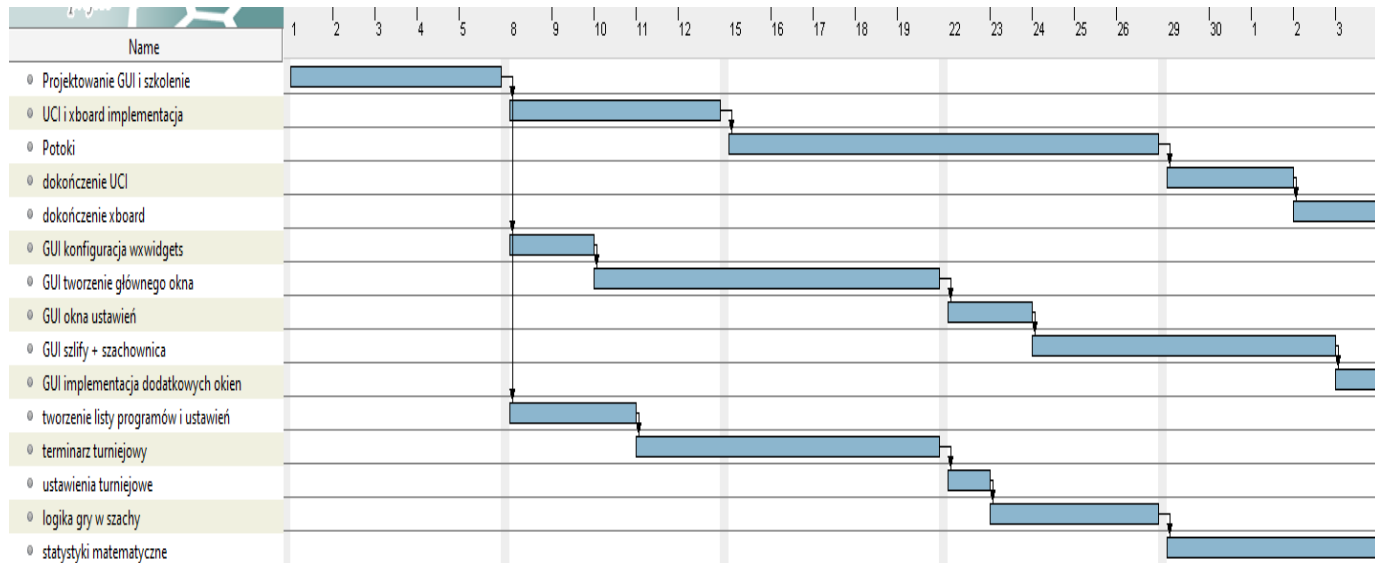 project
1 2 3 4 5 8 9 10 11 12 15 16 17 18 19 22 23 24 25 26 29 30 1 2 3
Name
Projektowanie GUI i szkolenie
UCI i xboard implementacja
Potoki
dokończenie UCI
dokończenie xboard
GUI konfiguracja wxwidgets
GUI tworzenie głównego okna
GUI okna ustawień
GUI szlify + szachownica
GUI implementacja dodatkowych okien
tworzenie listy programów i ustawień
terminarz turniejowy
ustawienia turniejowe
logika gry w szachy
statystyki matematyczne